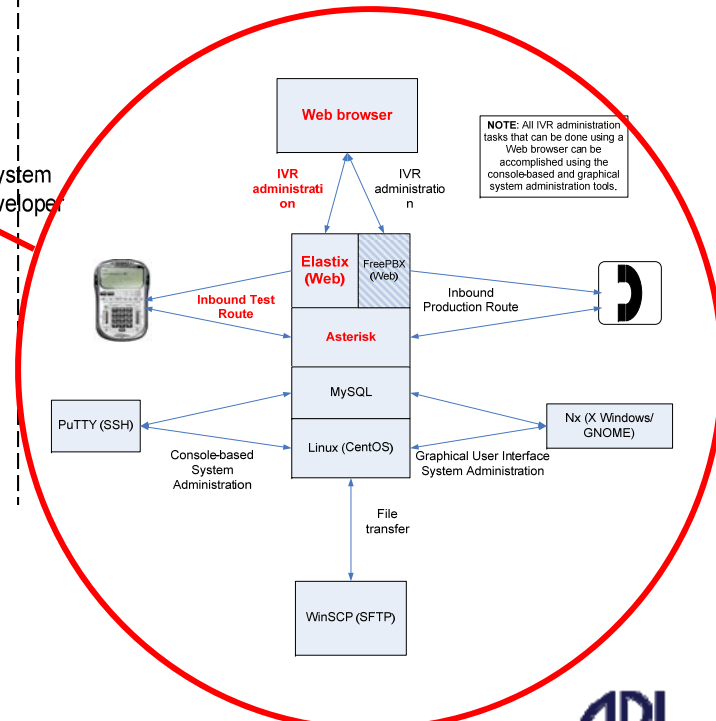 Web browser
NOTE: All IVR administration
tasks that can be done using a
Web browser can be
accomplished using the
console-based and graphical
system administration tools.
IVR
administrati
on
IVR
administratio
n
ystem
veloper
Elastix
(Web)
FreePBX
(Web)
Inbound Test
Route
Inbound
Production Route
Asterisk
MySQL
PuTTY (SSH)
Nx (X Windows/
GNOME)
Linux (CentOS)
Console-based
System
Administration
Graphical User Interface
System Administration
File
transfer
WinSCP (SFTP)